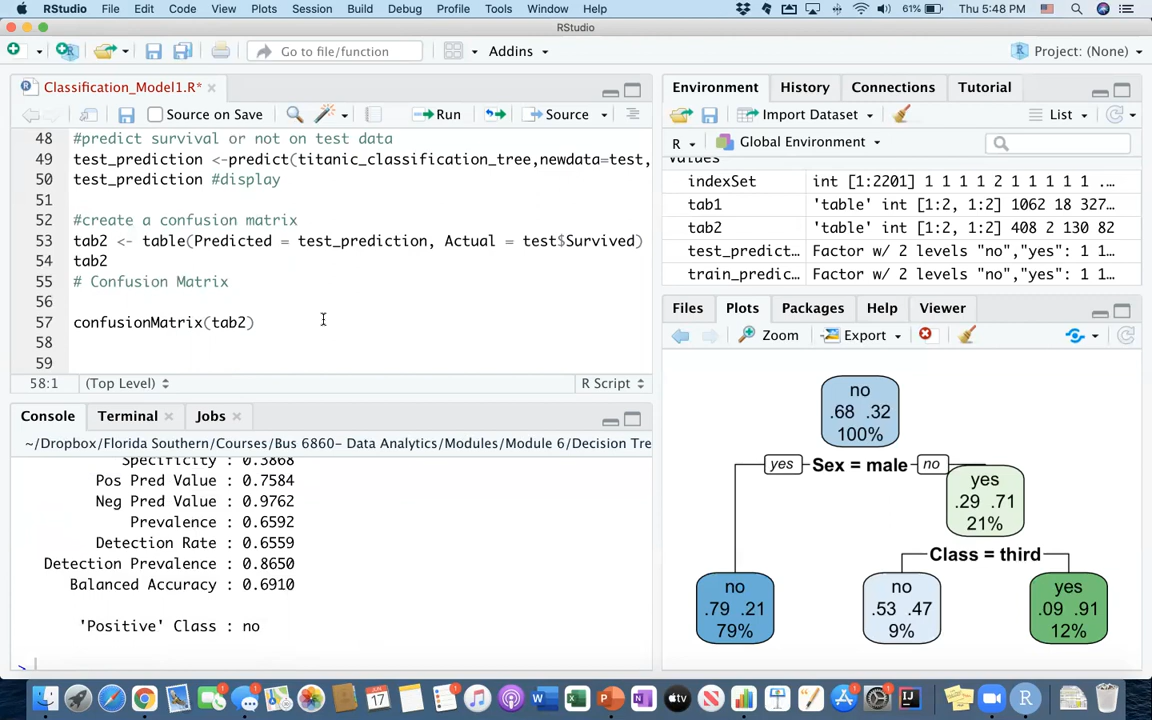 RStudio File Edit Code View Plots Session Build Debug Profile Tools Window Help 61% Thu 5:48 PM
RStudio
Go to file/function Addins Project: (None)
Classification_Model1.R*
Source on Save Run Source
48 #predict survival or not on test data
49 test_prediction <-predict(titanic_classification_tree,newdata=test,
50 test_prediction #display
51
52 #create a confusion matrix
53 tab2 <- table(Predicted = test_prediction, Actual = test$Survived)
54 tab2
55 # Confusion Matrix
56
57 confusionMatrix(tab2)
58
59
58:1 (Top Level) R Script
Console Terminal Jobs
~/Dropbox/Florida Southern/Courses/Bus 6860- Data Analytics/Modules/Module 6/Decision Tre
Specificity : 0.3868
Pos Pred Value : 0.7584
Neg Pred Value : 0.9762
Prevalence : 0.6592
Detection Rate : 0.6559
Detection Prevalence : 0.8650
Balanced Accuracy : 0.6910
'Positive' Class : no
>
Environment History Connections Tutorial
Import Dataset List
R Global Environment
Values
indexSet int [1:2201] 1 1 1 1 2 1 1 1 1 1 ...
tab1 'table' int [1:2, 1:2] 1062 18 327…
tab2 'table' int [1:2, 1:2] 408 2 130 82
test_predict… Factor w/ 2 levels "no","yes": 1 1…
train_predic… Factor w/ 2 levels "no","yes": 1 1…
Files Plots Packages Help Viewer
Zoom Export
no
.68 .32
100%
yes Sex = male no
yes
.29 .71
21%
Class = third
no
.79 .21
79%
no
.53 .47
9%
yes
.09 .91
12%